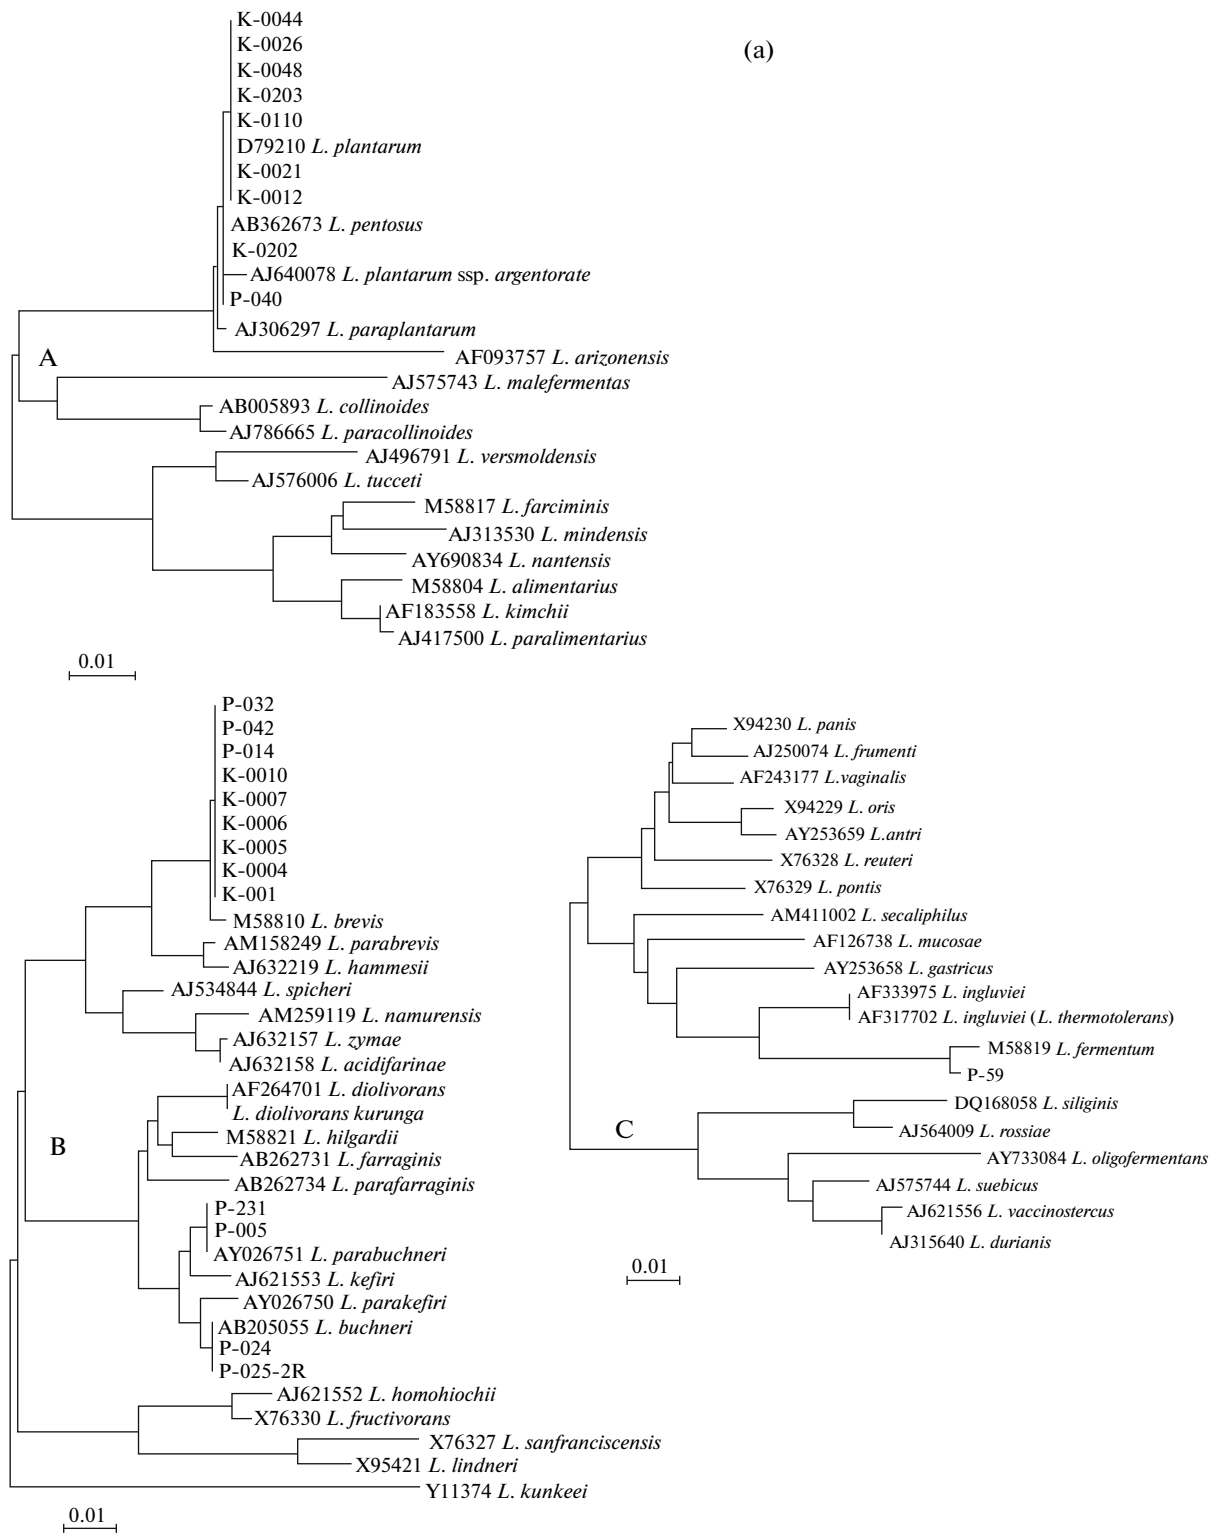 (a)
K-0044
K-0026
K-0048
K-0203
K-0110
D79210 L. plantarum
K-0021
K-0012
AB362673 L. pentosus
K-0202
AJ640078 L. plantarum ssp. argentorate
P-040
AJ306297 L. paraplantarum
A
AF093757 L. arizonensis
AJ575743 L. malefermentas
AB005893 L. collinoides
AJ786665 L. paracollinoides
AJ496791 L. versmoldensis
AJ576006 L. tucceti
M58817 L. farciminis
AJ313530 L. mindensis
AY690834 L. nantensis
M58804 L. alimentarius
AF183558 L. kimchii
AJ417500 L. paralimentarius
0.01
P-032
P-042
P-014
K-0010
K-0007
K-0006
K-0005
K-0004
K-001
M58810 L. brevis
AM158249 L. parabrevis
AJ632219 L. hammesii
AJ534844 L. spicheri
AM259119 L. namurensis
AJ632157 L. zymae
AJ632158 L. acidifarinae
AF264701 L. diolivorans
L. diolivorans kurunga
M58821 L. hilgardii
B
AB262731 L. farraginis
AB262734 L. parafarraginis
P-231
P-005
AY026751 L. parabuchneri
AJ621553 L. kefiri
AY026750 L. parakefiri
AB205055 L. buchneri
P-024
P-025-2R
AJ621552 L. homohiochii
X76330 L. fructivorans
X76327 L. sanfranciscensis
X95421 L. lindneri
Y11374 L. kunkeei
0.01
X94230 L. panis
AJ250074 L. frumenti
AF243177 L.vaginalis
X94229 L. oris
AY253659 L.antri
X76328 L. reuteri
X76329 L. pontis
AM411002 L. secaliphilus
AF126738 L. mucosae
AY253658 L. gastricus
AF333975 L. ingluviei
AF317702 L. ingluviei (L. thermotolerans)
M58819 L. fermentum
P-59
DQ168058 L. siliginis
C
AJ564009 L. rossiae
AY733084 L. oligofermentans
AJ575744 L. suebicus
AJ621556 L. vaccinostercus
AJ315640 L. durianis
0.01